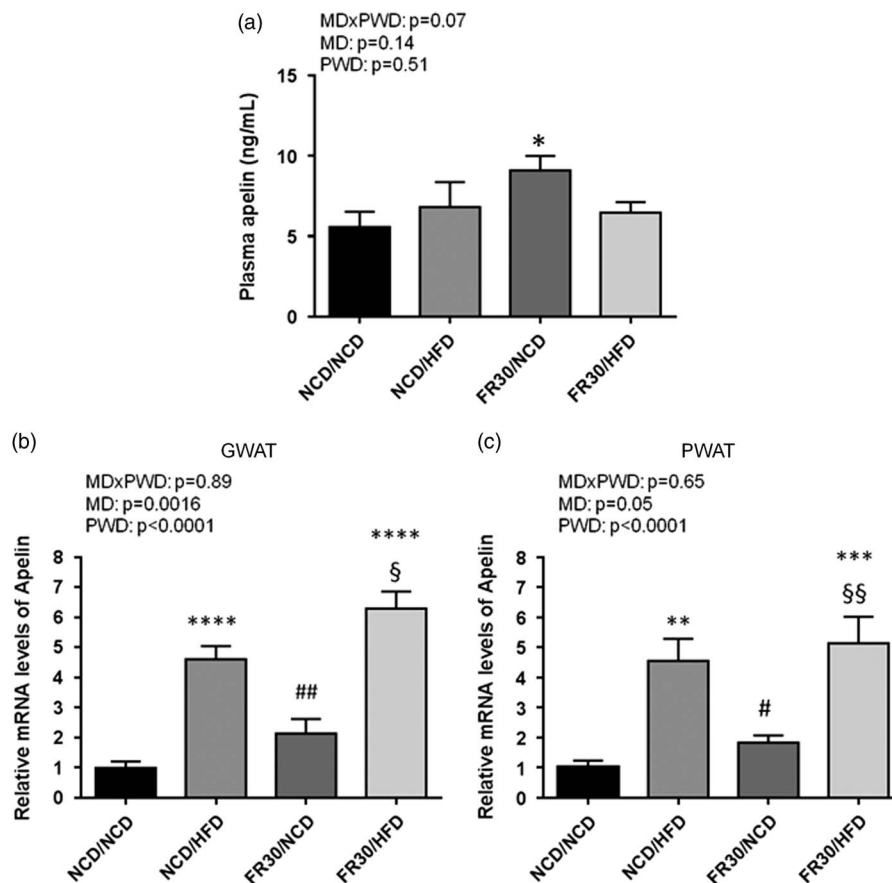 (a)
MDxPWD: p=0.07
MD: p=0.14
PWD: p=0.51
Plasma apelin (ng/mL)
15
10
5
0
*
NCD/NCD
NCD/HFD
FR30/NCD
FR30/HFD
(b)
GWAT
MDxPWD: p=0.89
MD: p=0.0016
PWD: p<0.0001
Relative mRNA levels of Apelin
8
7
6
5
4
3
2
1
0
****
##
****
§
NCD/NCD
NCD/HFD
FR30/NCD
FR30/HFD
(c)
PWAT
MDxPWD: p=0.65
MD: p=0.05
PWD: p<0.0001
Relative mRNA levels of Apelin
8
7
6
5
4
3
2
1
0
**
#
***
§§
NCD/NCD
NCD/HFD
FR30/NCD
FR30/HFD